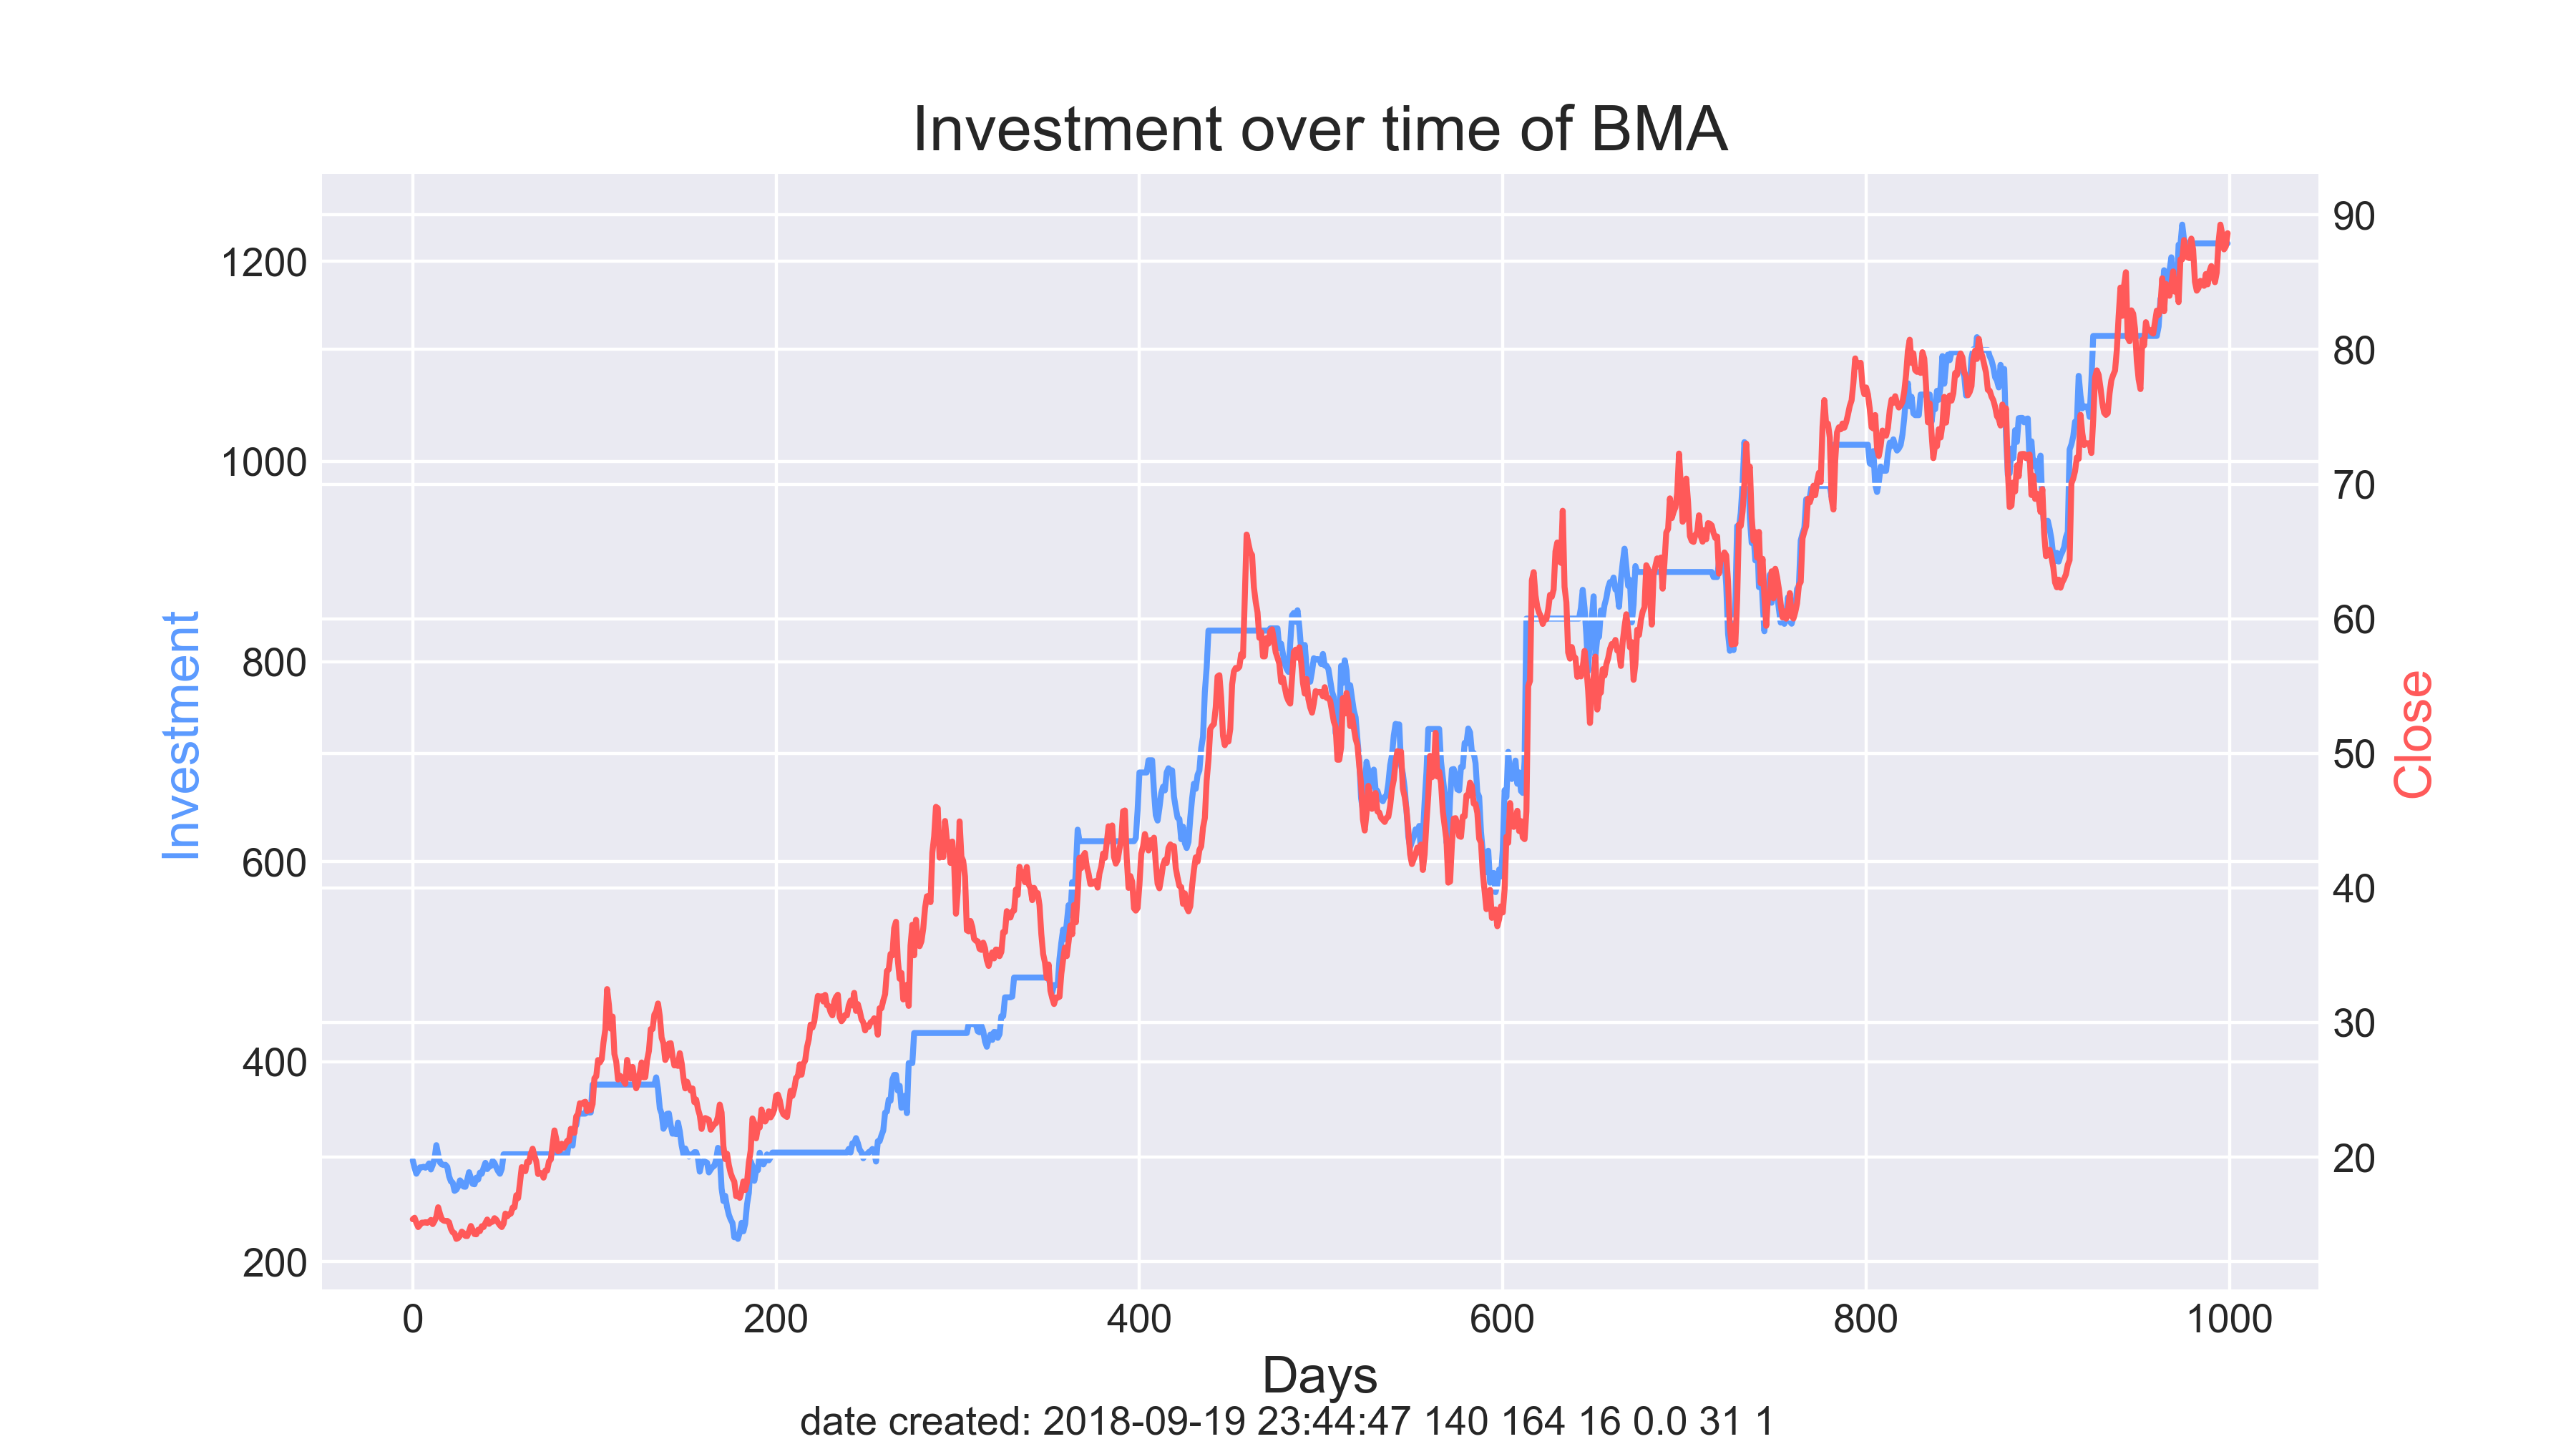 Investment over time of BMA
Investment
1200
1000
800
600
400
200
90
80
70
60
50
40
30
20
Close
0 200 400 600 800 1000
Days
date created: 2018-09-19 23:44:47 140 164 16 0.0 31 1